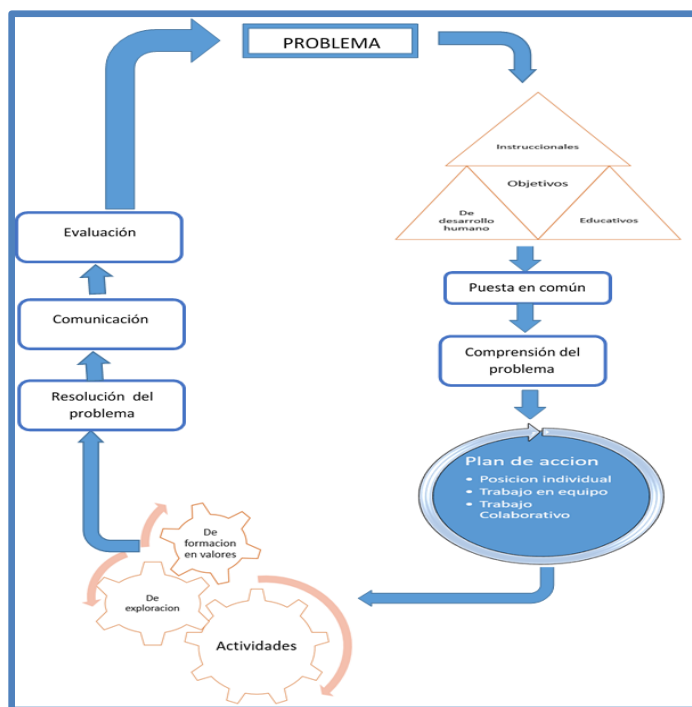 PROBLEMA
Instruccionales
Objetivos
De
desarrollo
humano
Educativos
Puesta en común
Comprensión del
problema
Plan de accion
• Posicion individual
• Trabajo en equipo
• Trabajo
Colaborativo
Actividades
De
exploracion
De
formacion
en valores
Resolución del
problema
Comunicación
Evaluación